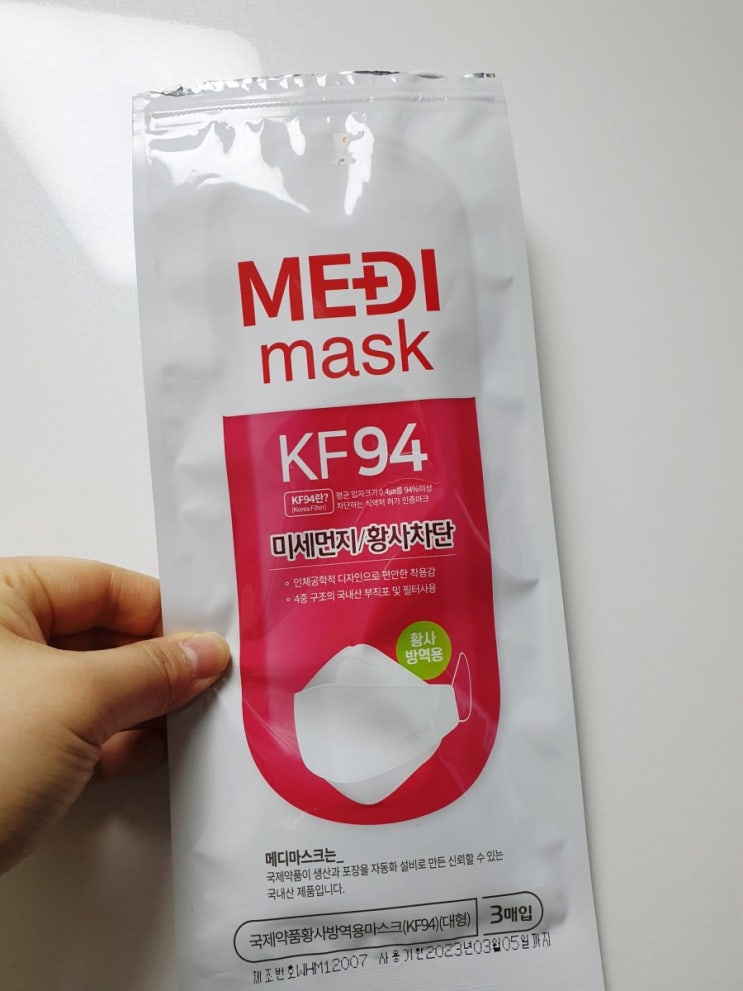 MEDI
mask
KF94
KF94란?
(Korea Filter)
평균 입자크기 0.4㎛를 94%이상
차단하는 식약처 허가 인증마크
미세먼지/황사차단
인체공학적 디자인으로 편안한 착용감
4중 구조의 국내산 부직포 및 필터사용
황사
방역용
MEDI
메디마스크는_
국제약품이 생산과 포장을 자동화 설비로 만든 신뢰할 수 있는
국내산 제품입니다.
국제약품황사방역용마스크(KF94)(대형) 3매입
제조번호WHM12007 사용기한2023년03월05일까지